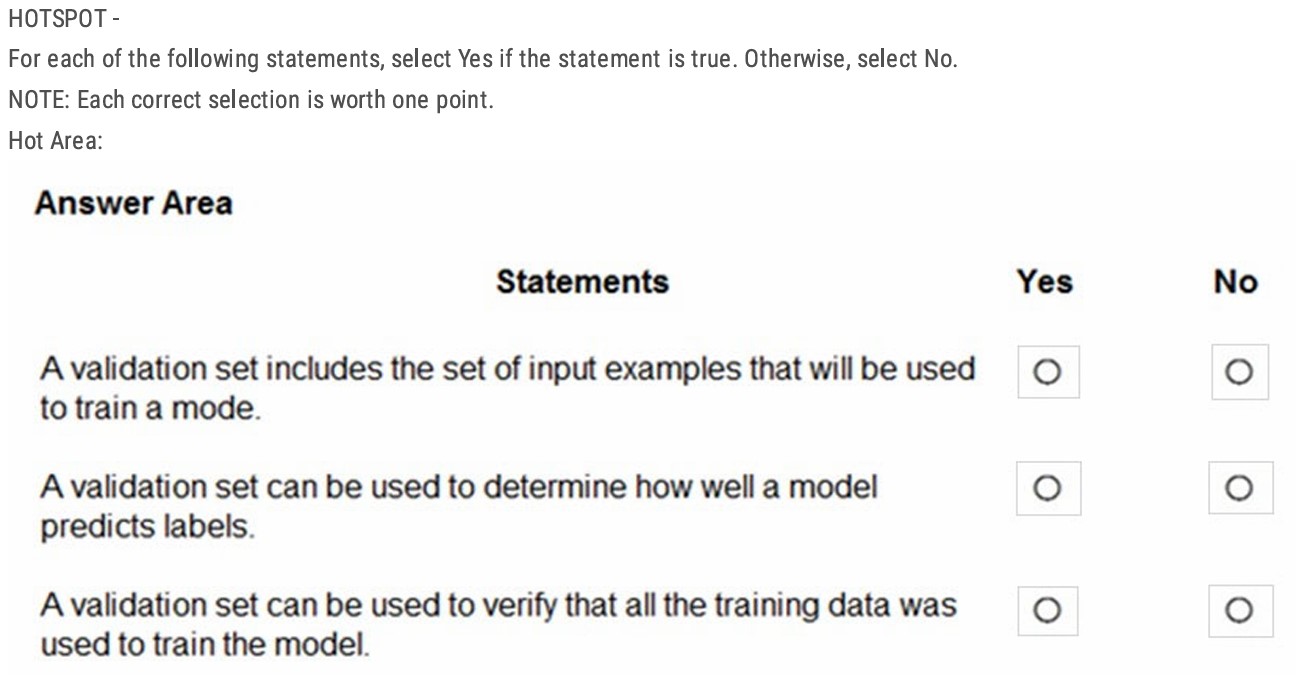 HOTSPOT -
For each of the following statements, select Yes if the statement is true. Otherwise, select No.
NOTE: Each correct selection is worth one point.
Hot Area:
Answer Area
Statements Yes No
A validation set includes the set of input examples that will be used
to train a mode.
A validation set can be used to determine how well a model
predicts labels.
A validation set can be used to verify that all the training data was
used to train the model.